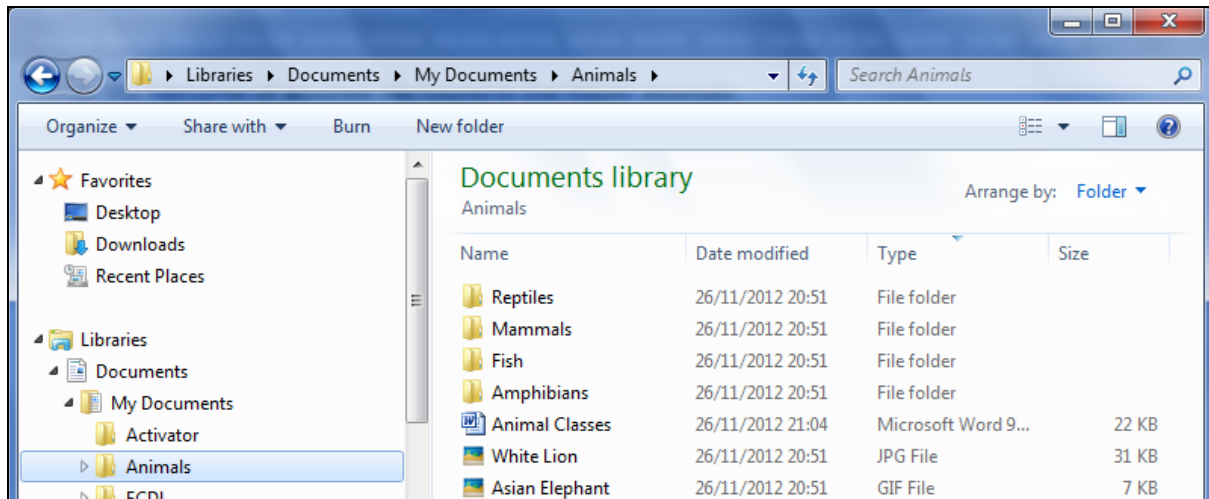 Libraries Documents My Documents Animals
Search Animals
Organize Share with Burn New folder
Favorites
Desktop
Downloads
Recent Places
Libraries
Documents
My Documents
Activator
Animals
ECDL
Documents library
Animals
Arrange by: Folder
Name Date modified Type Size
Reptiles 26/11/2012 20:51 File folder
Mammals 26/11/2012 20:51 File folder
Fish 26/11/2012 20:51 File folder
Amphibians 26/11/2012 20:51 File folder
Animal Classes 26/11/2012 21:04 Microsoft Word 9... 22 KB
White Lion 26/11/2012 20:51 JPG File 31 KB
Asian Elephant 26/11/2012 20:51 GIF File 7 KB